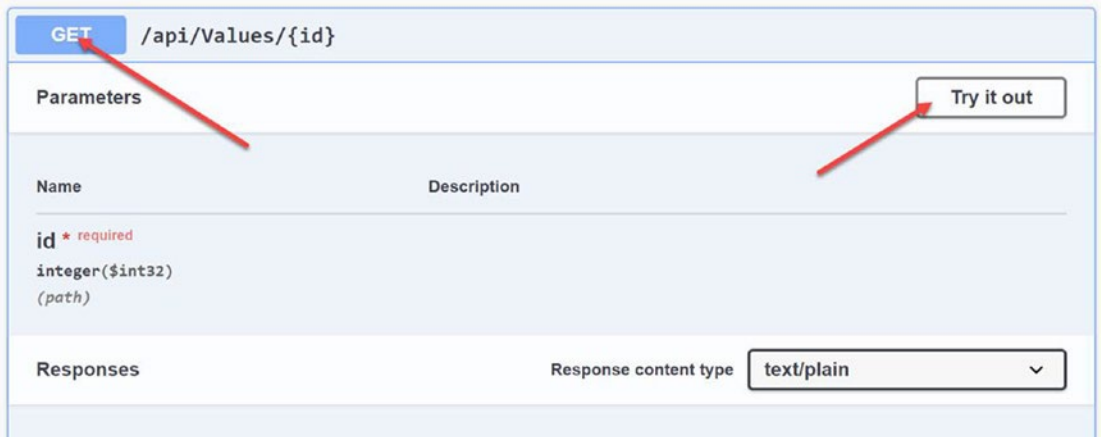 GET /api/Values/{id}
Parameters Try it out
Name Description
id * required
integer($int32)
(path)
Responses Response content type text/plain